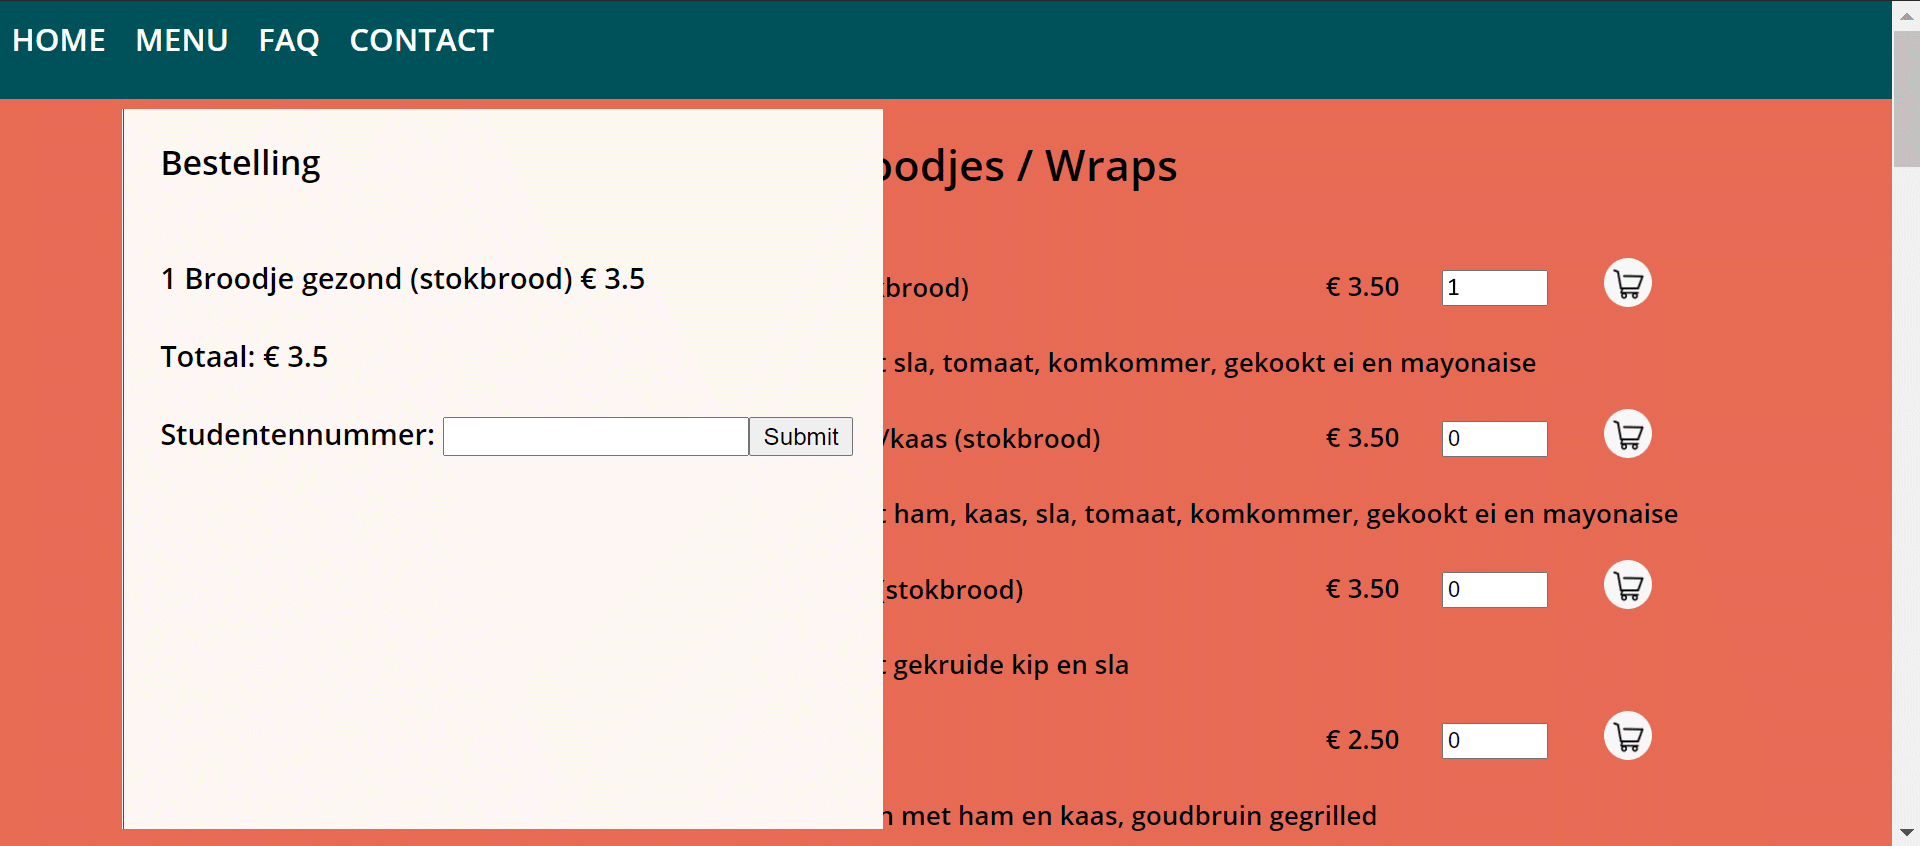 HOME MENU FAQ CONTACT
Bestelling
1 Broodje gezond (stokbrood) € 3.5
Totaal: € 3.5
Studentennummer: Submit
oodjes / Wraps
brood) € 3.50 1
sla, tomaat, komkommer, gekookt ei en mayonaise
/kaas (stokbrood) € 3.50 0
ham, kaas, sla, tomaat, komkommer, gekookt ei en mayonaise
(stokbrood) € 3.50 0
gekruide kip en sla
€ 2.50 0
met ham en kaas, goudbruin gegrilled